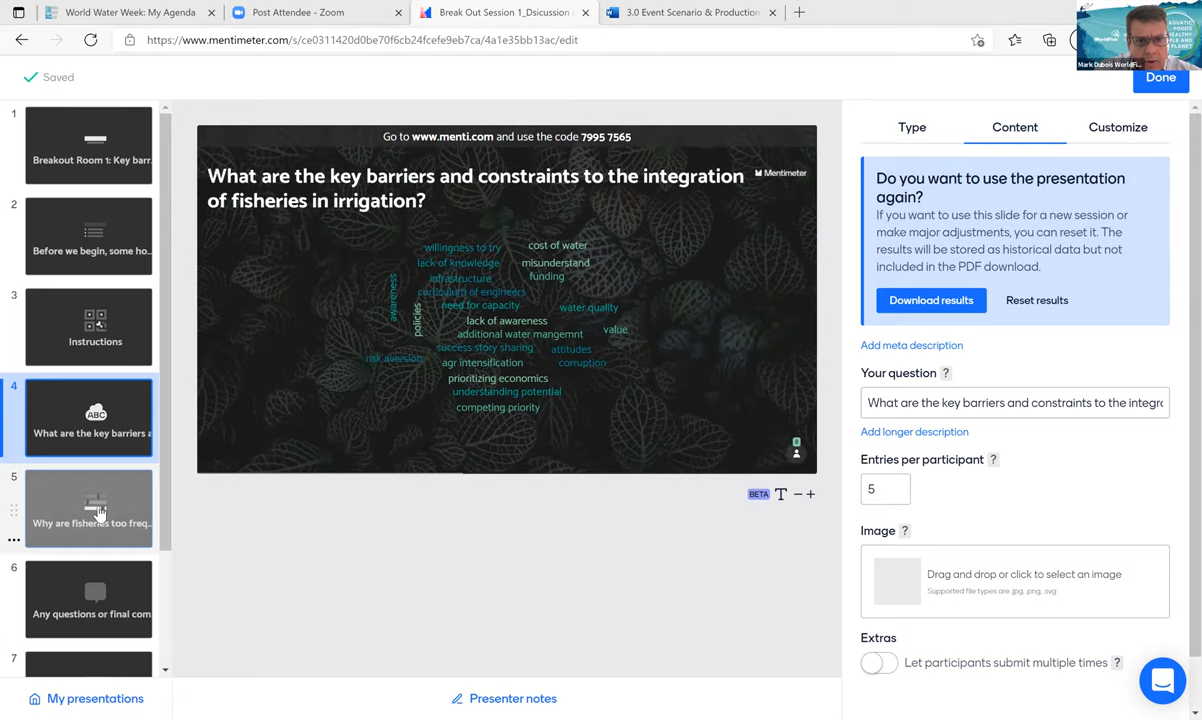 World Water Week: My Agenda
Post Attendee - Zoom
Break Out Session 1_Dsicussion
3.0 Event Scenario & Production
https://www.mentimeter.com/s/ce0311420d0be70f6cb24fcefe9eb7ca/4a1e35bb13ac/edit
AQUATIC
FOODS
HEALTHY
PEOPLE AND
PLANET
WorldFish
Mark Dubois WorldFi...
Saved
Done
1
Breakout Room 1: Key barr.
2
Before we begin, some ho...
3
Instructions
4
ABC
What are the key barriers a
5
Why are fisheries too freq...
6
Any questions or final com
7
Go to www.menti.com and use the code 7995 7565
What are the key barriers and constraints to the integration
of fisheries in irrigation?
Mentimeter
willingness to try
cost of water
lack of knowledge
misunderstand
infrastructure
funding
awareness
curriculum of engineers
need for capacity
water quality
policies
lack of awareness
value
additional water mangemnt
success story sharing
attitudes
risk aversion
agr intensification
corruption
prioritizing economics
understanding potential
competing priority
8
BETA T − +
Type
Content
Customize
Do you want to use the presentation
again?
If you want to use this slide for a new session or
make major adjustments, you can reset it. The
results will be stored as historical data but not
included in the PDF download.
Download results
Reset results
Add meta description
Your question ?
What are the key barriers and constraints to the integr
Add longer description
Entries per participant ?
5
Image ?
Drag and drop or click to select an image
Supported file types are .jpg, .png, .svg
Extras
Let participants submit multiple times ?
My presentations
Presenter notes